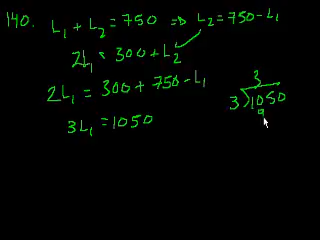 140. L₁ + L₂ = 750 ⇒ L₂ = 750 - L₁
2L₁ = 300 + L₂
2L₁ = 300 + 750 - L₁
3L₁ = 1050
3
3 1050
9